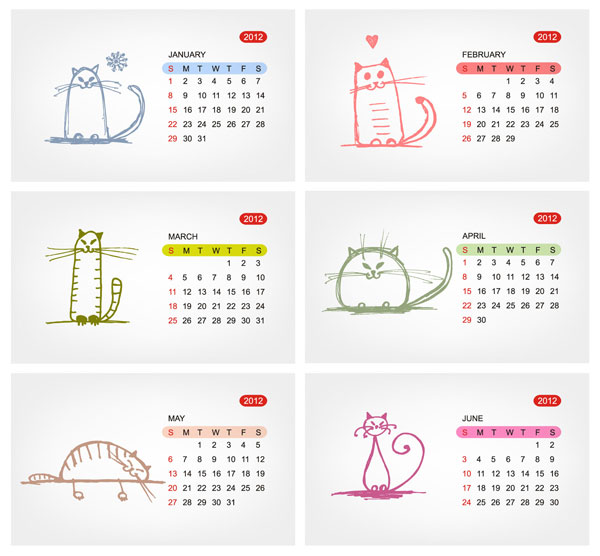 2012
JANUARY
S M T W T F S
1 2 3 4 5 6 7
8 9 10 11 12 13 14
15 16 17 18 19 20 21
22 23 24 25 26 27 28
29 30 31
2012
FEBRUARY
S M T W T F S
1 2 3 4
5 6 7 8 9 10 11
12 13 14 15 16 17 18
19 20 21 22 23 24 25
26 27 28 29
2012
MARCH
S M T W T F S
1 2 3
4 5 6 7 8 9 10
11 12 13 14 15 16 17
18 19 20 21 22 23 24
25 26 27 28 29 30 31
2012
APRIL
S M T W T F S
1 2 3 4 5 6 7
8 9 10 11 12 13 14
15 16 17 18 19 20 21
22 23 24 25 26 27 28
29 30
2012
MAY
S M T W T F S
1 2 3 4 5
6 7 8 9 10 11 12
13 14 15 16 17 18 19
20 21 22 23 24 25 26
27 28 29 30 31
2012
JUNE
S M T W T F S
1 2
3 4 5 6 7 8 9
10 11 12 13 14 15 16
17 18 19 20 21 22 23
24 25 26 27 28 29 30